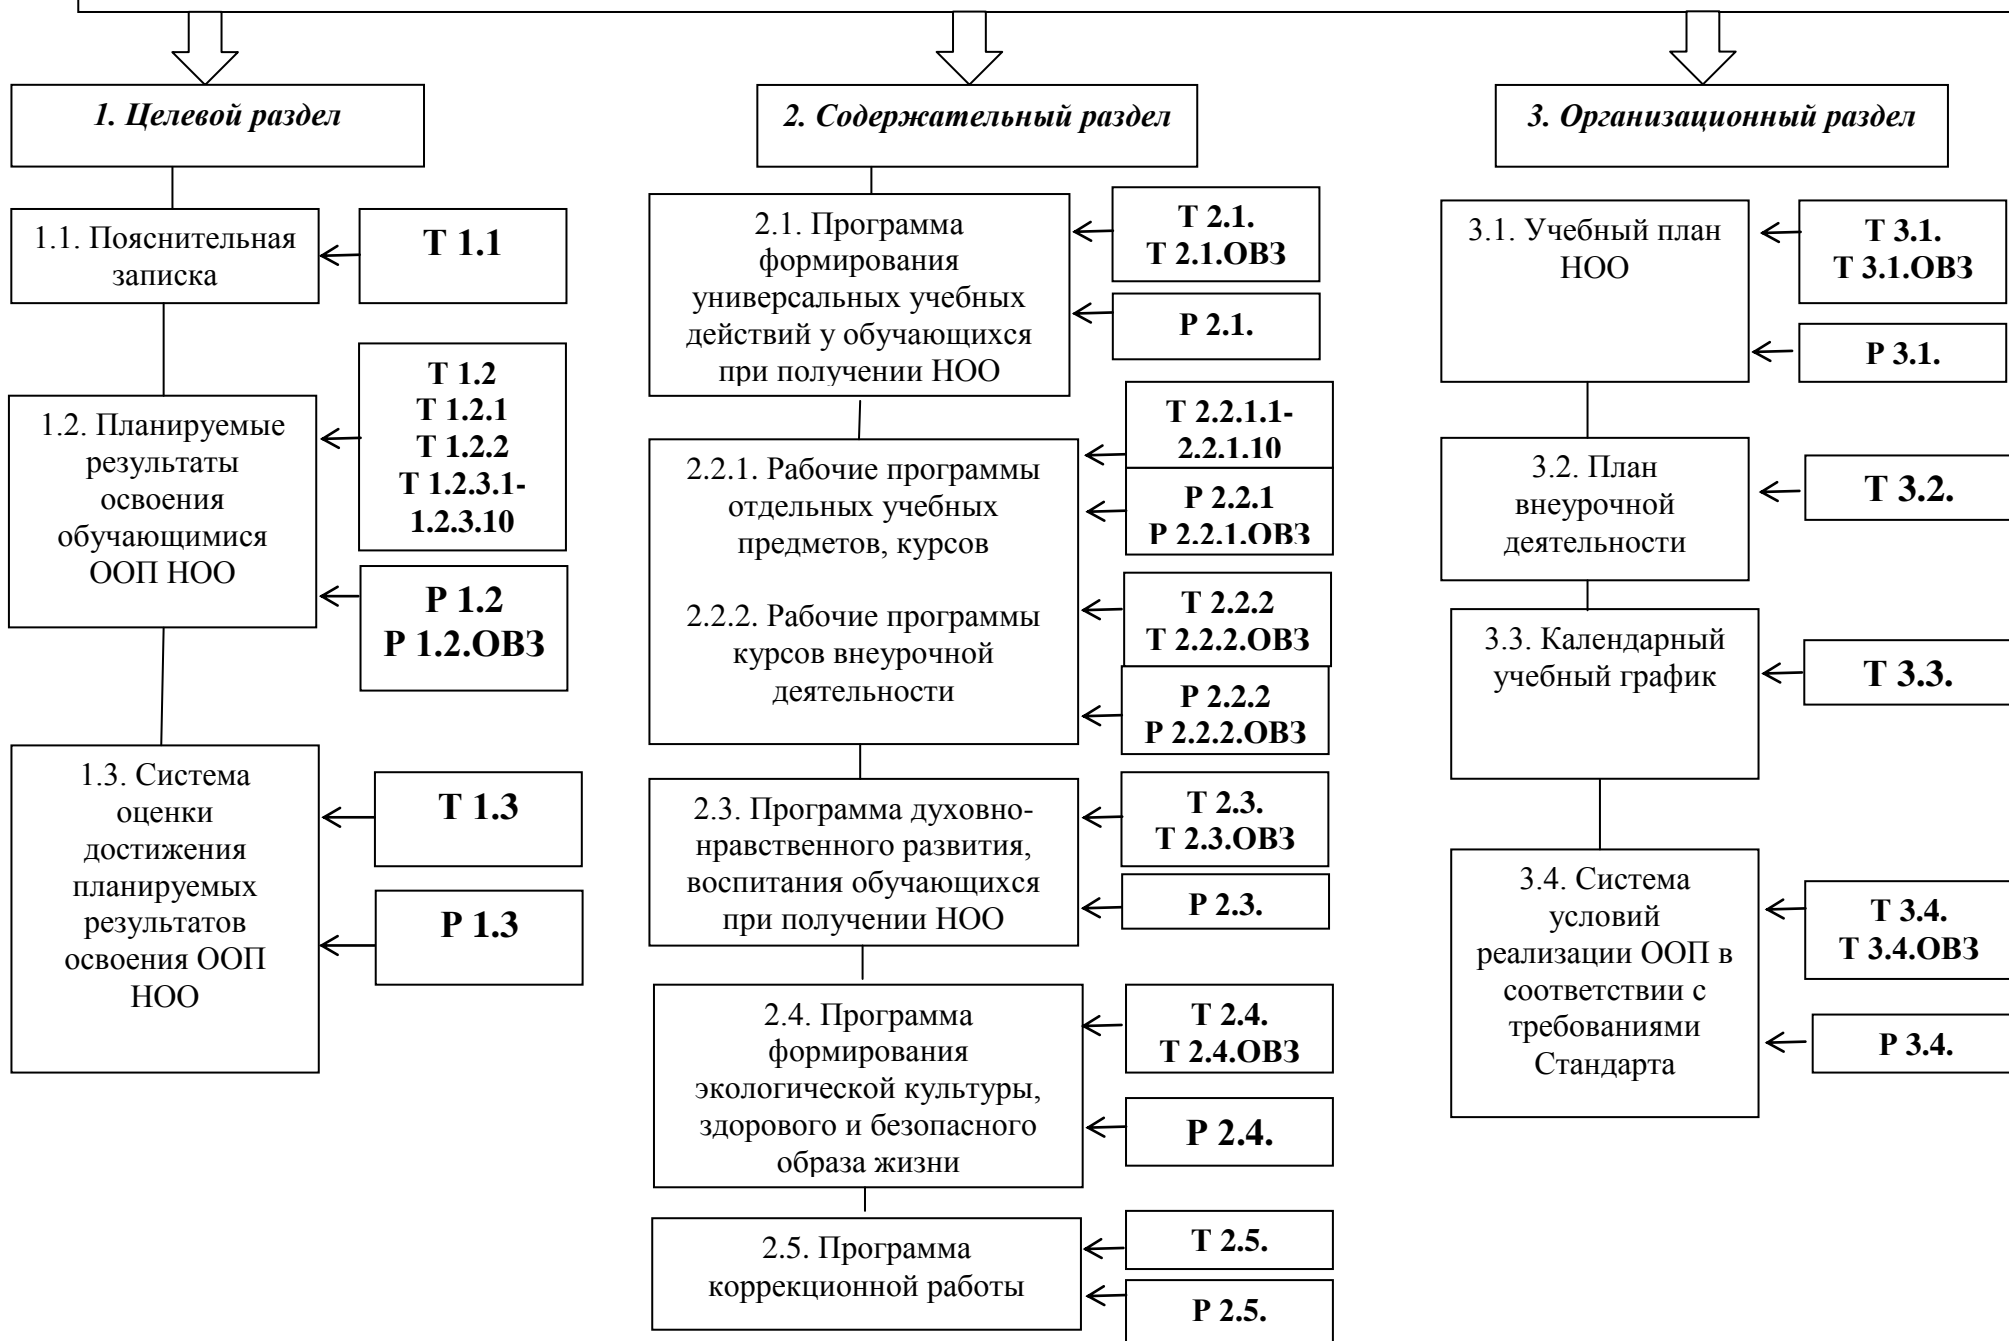 1. Целевой раздел
1.1. Пояснительная
записка
Т 1.1
1.2. Планируемые
результаты
освоения
обучающимися
ООП НОО
Т 1.2
Т 1.2.1
Т 1.2.2
Т 1.2.3.1-
1.2.3.10
Р 1.2
Р 1.2.ОВЗ
1.3. Система
оценки
достижения
планируемых
результатов
освоения ООП
НОО
Т 1.3
Р 1.3
2. Содержательный раздел
2.1. Программа
формирования
универсальных учебных
действий у обучающихся
при получении НОО
Т 2.1.
Т 2.1.ОВЗ
Р 2.1.
2.2.1. Рабочие программы
отдельных учебных
предметов, курсов
Т 2.2.1.1-
2.2.1.10
Р 2.2.1
Р 2.2.1.ОВЗ
2.2.2. Рабочие программы
курсов внеурочной
деятельности
Т 2.2.2
Т 2.2.2.ОВЗ
Р 2.2.2
Р 2.2.2.ОВЗ
2.3. Программа духовно-
нравственного развития,
воспитания обучающихся
при получении НОО
Т 2.3.
Т 2.3.ОВЗ
Р 2.3.
2.4. Программа
формирования
экологической культуры,
здорового и безопасного
образа жизни
Т 2.4.
Т 2.4.ОВЗ
Р 2.4.
2.5. Программа
коррекционной работы
Т 2.5.
Р 2.5.
3. Организационный раздел
3.1. Учебный план
НОО
Т 3.1.
Т 3.1.ОВЗ
Р 3.1.
3.2. План
внеурочной
деятельности
Т 3.2.
3.3. Календарный
учебный график
Т 3.3.
3.4. Система
условий
реализации ООП в
соответствии с
требованиями
Стандарта
Т 3.4.
Т 3.4.ОВЗ
Р 3.4.